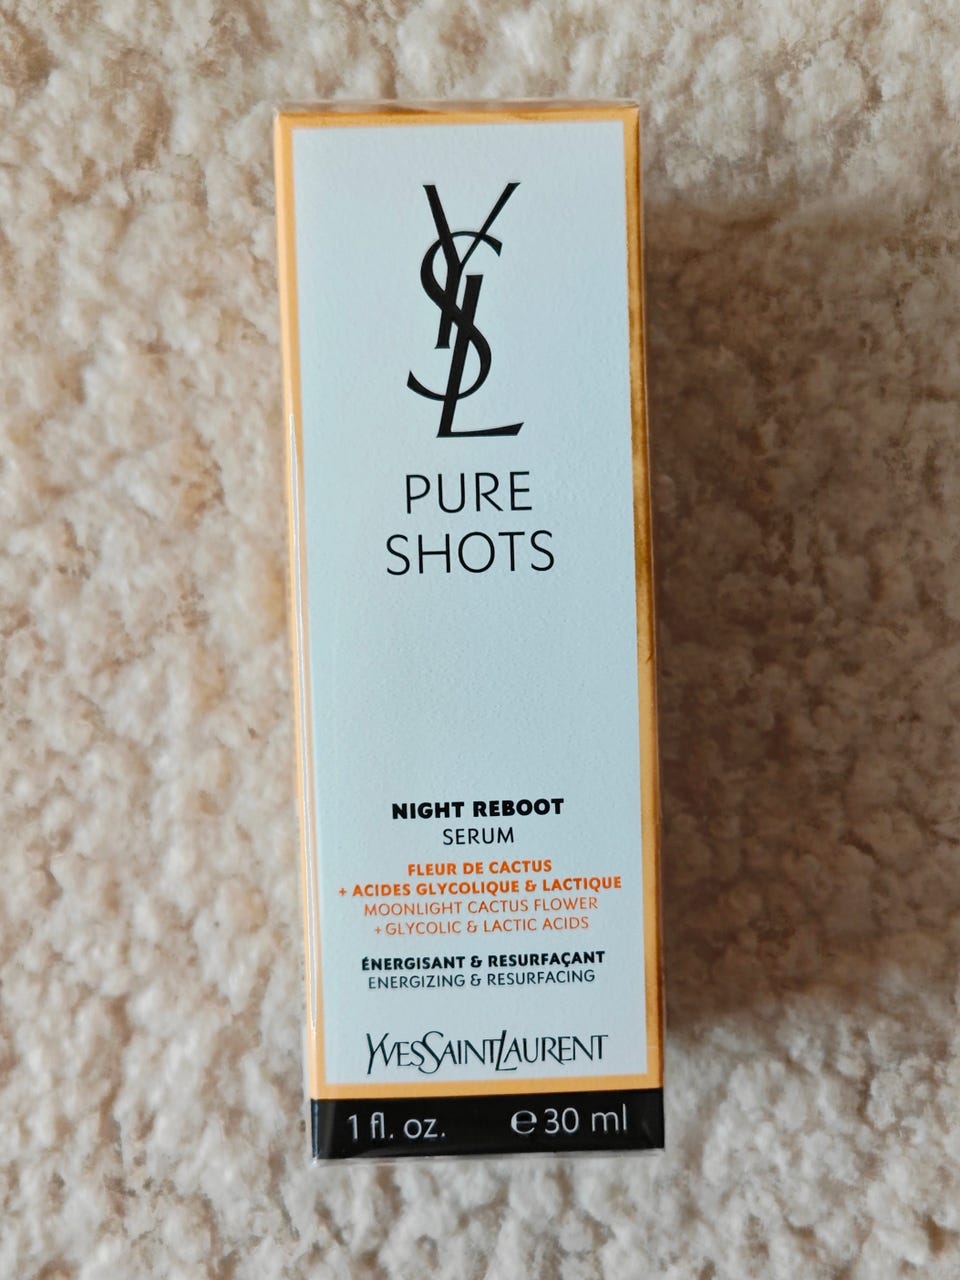 YSL
PURE
SHOTS
NIGHT REBOOT
SERUM
FLEUR DE CACTUS
+ ACIDES GLYCOLIQUE & LACTIQUE
MOONLIGHT CACTUS FLOWER
+ GLYCOLIC & LACTIC ACIDS
ÉNERGISANT & RESURFAÇANT
ENERGIZING & RESURFACING
YVESSAINTLAURENT
1 fl. oz. ℮ 30 ml